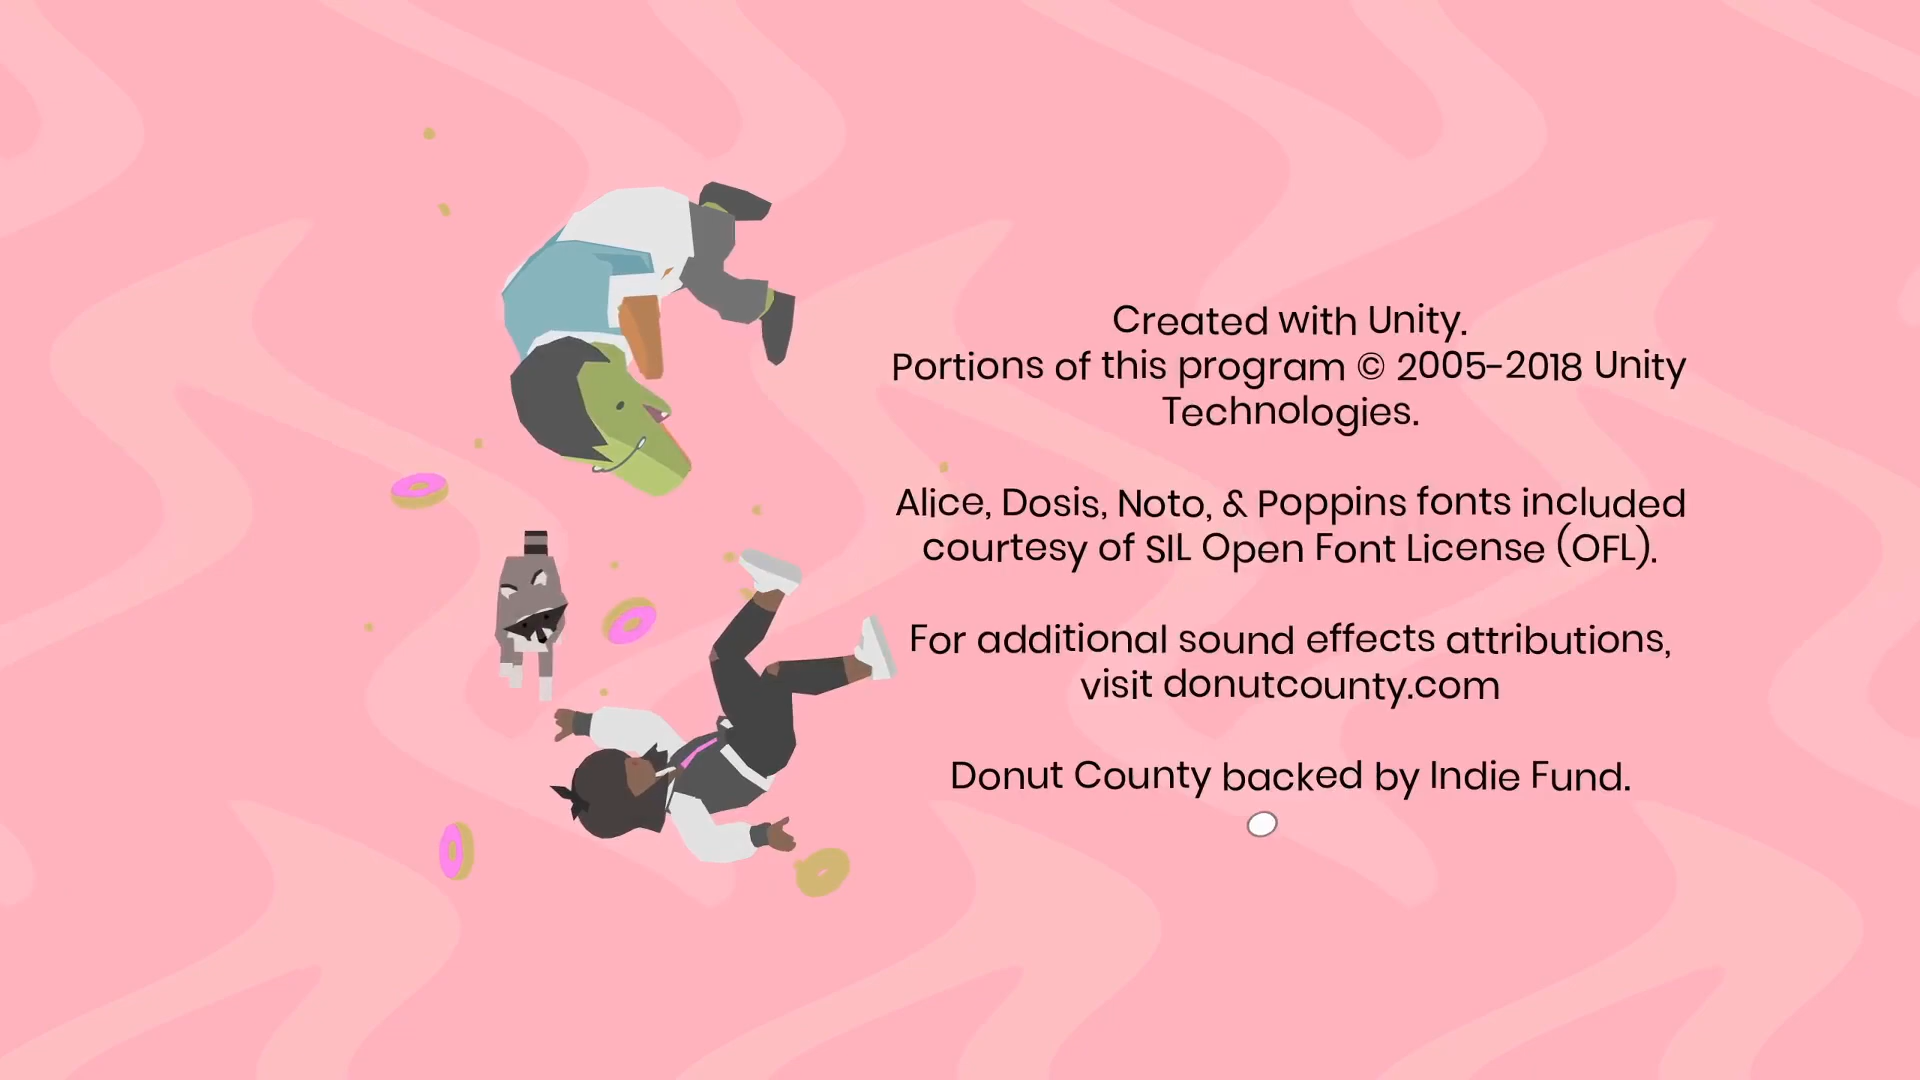 Created with Unity.
Portions of this program © 2005-2018 Unity
Technologies.
Alice, Dosis, Noto, & Poppins fonts included
courtesy of SIL Open Font License (OFL).
For additional sound effects attributions,
visit donutcounty.com
Donut County backed by Indie Fund.